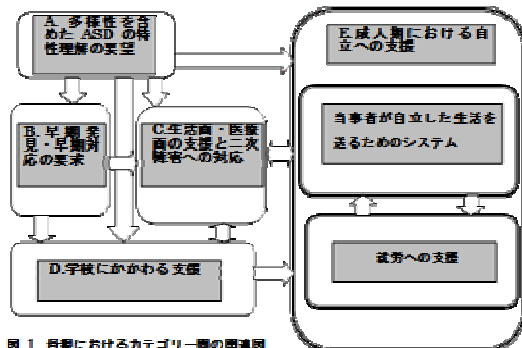 A. 多様性を含
めた ASD の特
性理解の要望
E.成人期における自
立への支援
B.早期発
見・早期対
応の要求
C.生活面・医療
面の支援と二次
障害への対応
当事者が自立した生活を
送るためのシステム
D.学校にかかわる支援
就労への支援
図 1 母親におけるカテゴリー間の関連図